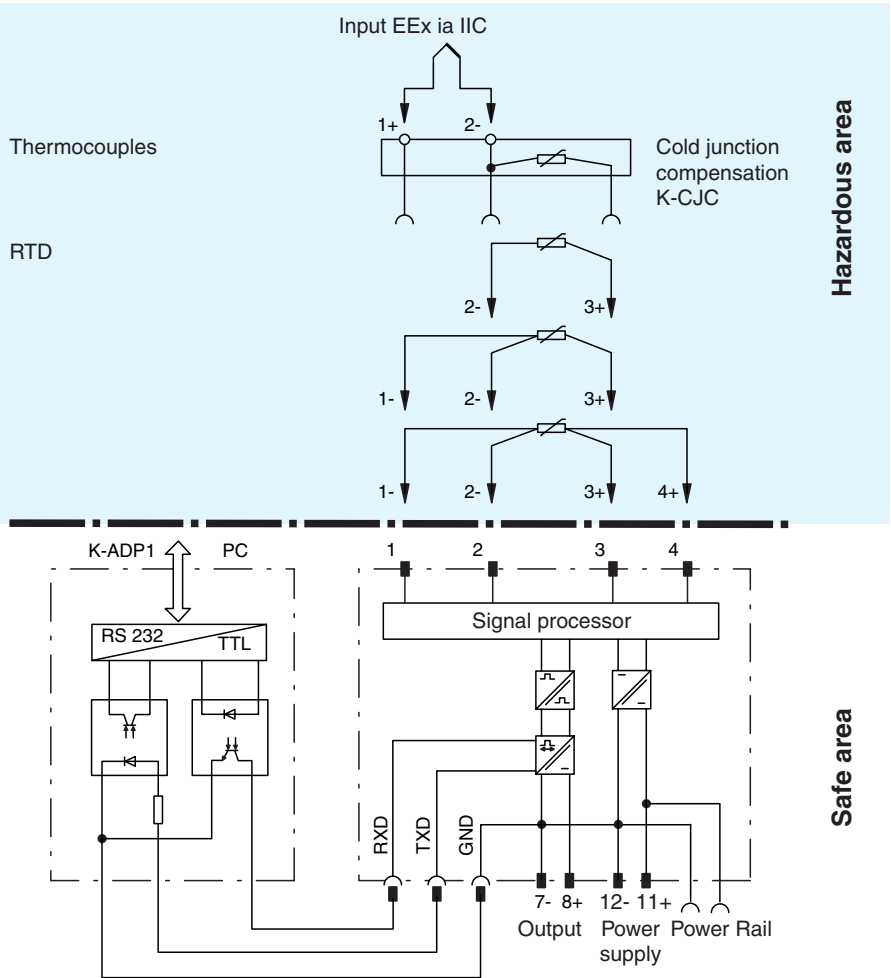 Input EEx ia IIC
1+ 2-
Thermocouples
Cold junction
compensation
K-CJC
Hazardous area
RTD
2- 3+
1- 2- 3+
1- 2- 3+ 4+
K-ADP1 PC
1 2 3 4
RS 232 TTL
Signal processor
Safe area
RXD TXD GND
7- 8+ 12- 11+
Output Power Power Rail
supply